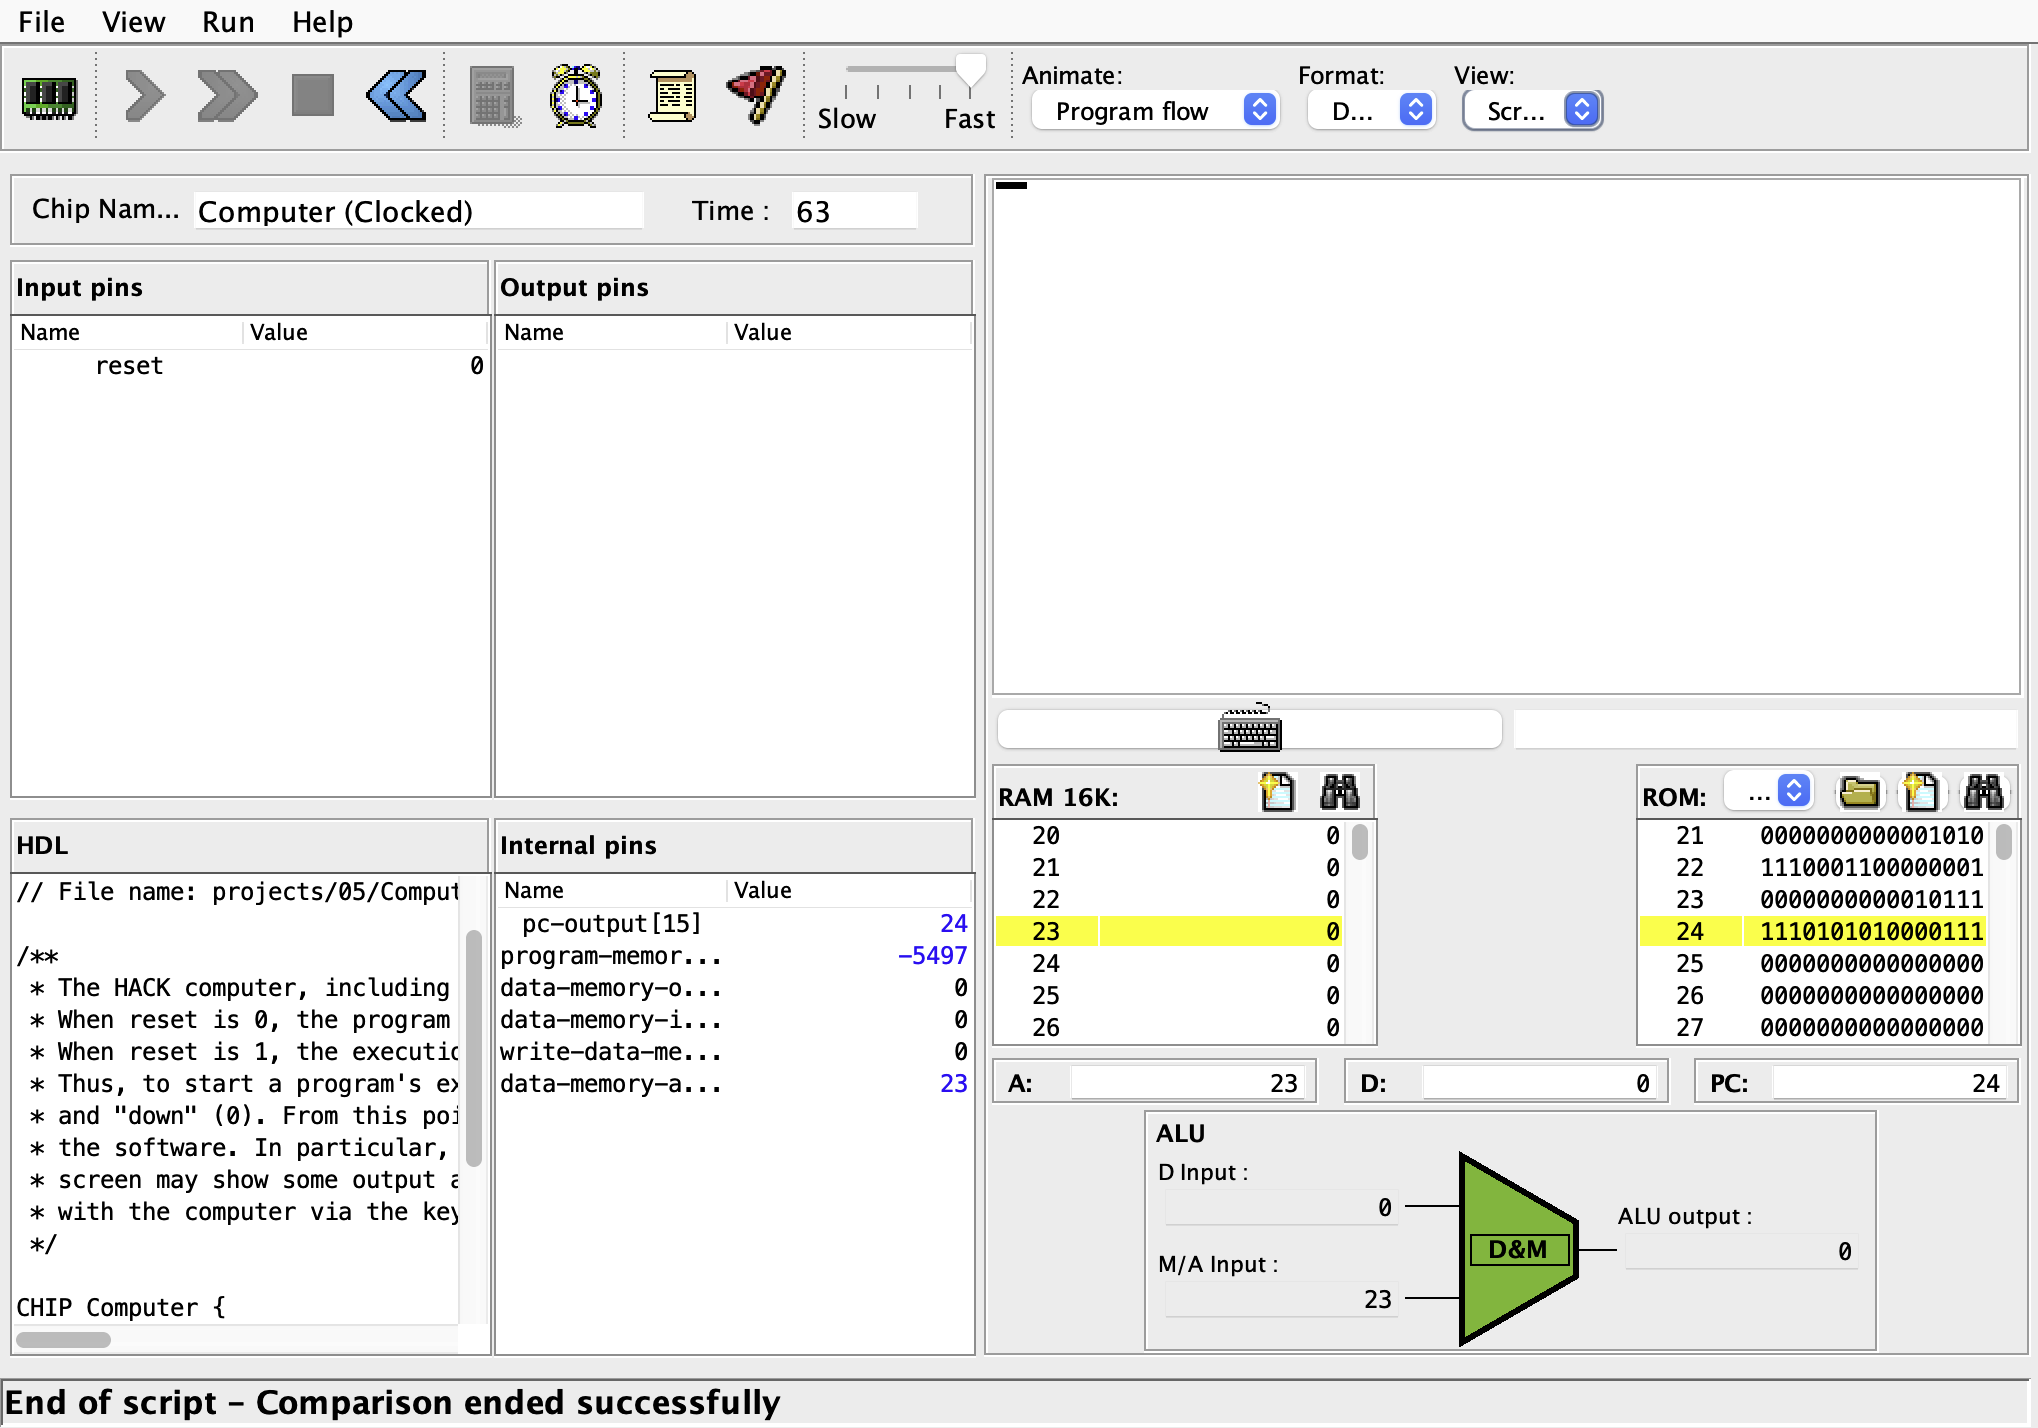 File View Run Help
Slow Fast
Animate:
Program flow
Format:
D...
View:
Scr...
Chip Nam... Computer (Clocked) Time : 63
Input pins
Name Value
reset 0
Output pins
Name Value
HDL
// File name: projects/05/Comput
/**
* The HACK computer, including
* When reset is 0, the program
* When reset is 1, the executio
* Thus, to start a program's ex
* and "down" (0). From this poi
* the software. In particular,
* screen may show some output a
* with the computer via the key
*/
CHIP Computer {
Internal pins
Name Value
pc-output[15] 24
program-memor... -5497
data-memory-o... 0
data-memory-i... 0
write-data-me... 0
data-memory-a... 23
RAM 16K:
20 0
21 0
22 0
23 0
24 0
25 0
26 0
ROM: ...
21 0000000000001010
22 1110001100000001
23 0000000000010111
24 1110101010000111
25 0000000000000000
26 0000000000000000
27 0000000000000000
A: 23
D: 0
PC: 24
ALU
D Input :
0
M/A Input :
23
D&M
ALU output :
0
End of script – Comparison ended successfully